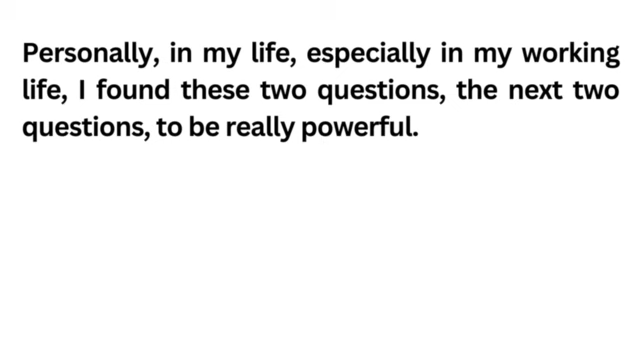 Personally, in my life, especially in my working
life, I found these two questions, the next two
questions, to be really powerful.